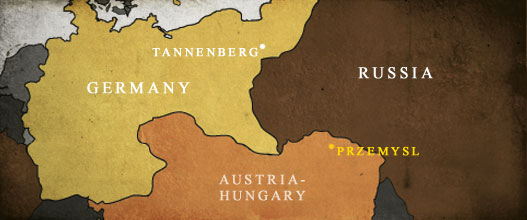 TANNENBERG
RUSSIA
GERMANY
PRZEMYSL
AUSTRIA-
HUNGARY